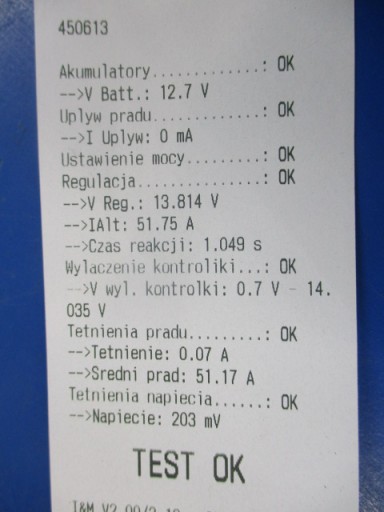 450613
Akumulatory.............: OK
-->V Batt.: 12.7 V
Uplyw pradu.............: OK
-->I Uplyw: 0 mA
Ustawienie mocy.........: OK
Regulacja...............: OK
-->V Reg.: 13.814 V
-->IAlt: 51.75 A
-->Czas reakcji: 1.049 s
Wylaczenie kontroliki...: OK
-->V wyl. kontrolki: 0.7 V - 14.
035 V
Tetnienia pradu.........: OK
-->Tetnienie: 0.07 A
-->Sredni prad: 51.17 A
Tetnienia napiecia......: OK
-->Napiecie: 203 mV
TEST OK